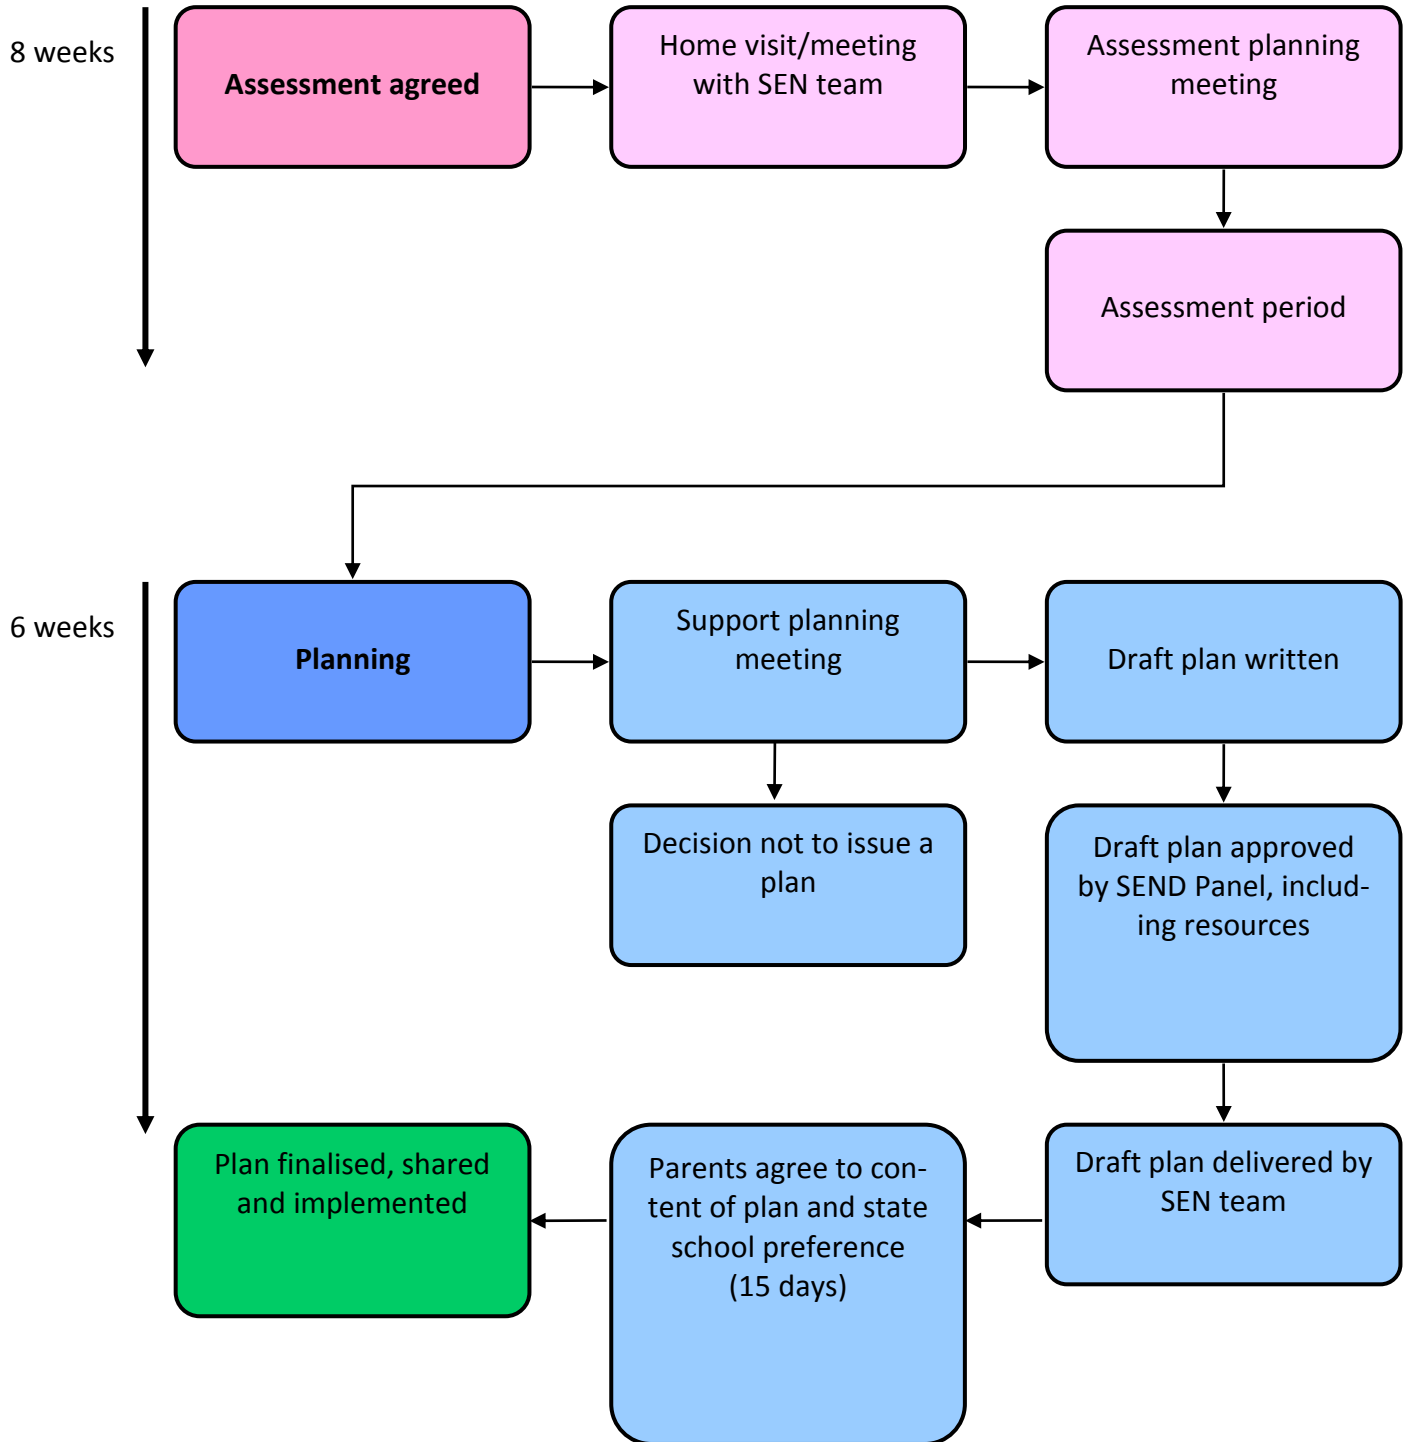 8 weeks
Assessment agreed
Home visit/meeting
with SEN team
Assessment planning
meeting
Assessment period
6 weeks
Planning
Support planning
meeting
Draft plan written
Decision not to issue a
plan
Draft plan approved
by SEND Panel, includ-
ing resources
Plan finalised, shared
and implemented
Parents agree to con-
tent of plan and state
school preference
(15 days)
Draft plan delivered by
SEN team